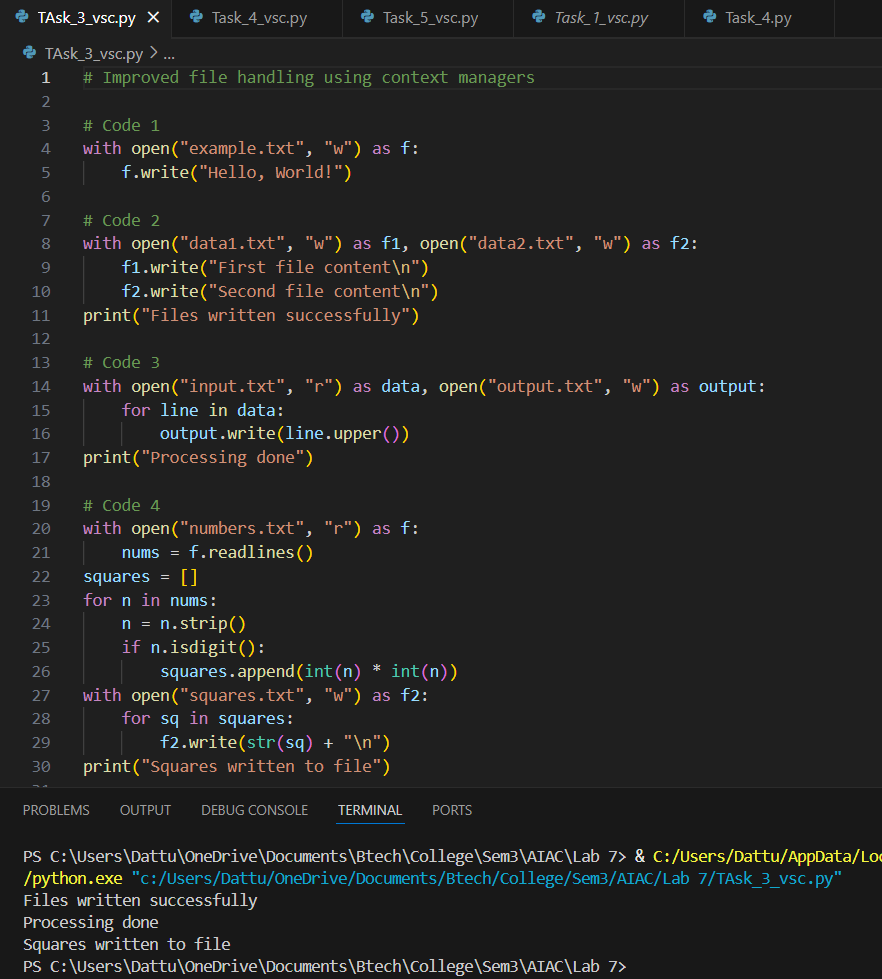 TAsk_3_vsc.py Task_4_vsc.py Task_5_vsc.py Task_1_vsc.py Task_4.py
TAsk_3_vsc.py > ...
1 # Improved file handling using context managers
2
3 # Code 1
4 with open("example.txt", "w") as f:
5     f.write("Hello, World!")
6
7 # Code 2
8 with open("data1.txt", "w") as f1, open("data2.txt", "w") as f2:
9     f1.write("First file content\n")
10     f2.write("Second file content\n")
11 print("Files written successfully")
12
13 # Code 3
14 with open("input.txt", "r") as data, open("output.txt", "w") as output:
15     for line in data:
16         output.write(line.upper())
17 print("Processing done")
18
19 # Code 4
20 with open("numbers.txt", "r") as f:
21     nums = f.readlines()
22 squares = []
23 for n in nums:
24     n = n.strip()
25     if n.isdigit():
26         squares.append(int(n) * int(n))
27 with open("squares.txt", "w") as f2:
28     for sq in squares:
29         f2.write(str(sq) + "\n")
30 print("Squares written to file")
PROBLEMS OUTPUT DEBUG CONSOLE TERMINAL PORTS
PS C:\Users\Dattu\OneDrive\Documents\Btech\College\Sem3\AIAC\Lab 7> & C:/Users/Dattu/AppData/Loc
/python.exe "c:/Users/Dattu/OneDrive/Documents/Btech/College/Sem3/AIAC/Lab 7/TAsk_3_vsc.py"
Files written successfully
Processing done
Squares written to file
PS C:\Users\Dattu\OneDrive\Documents\Btech\College\Sem3\AIAC\Lab 7>